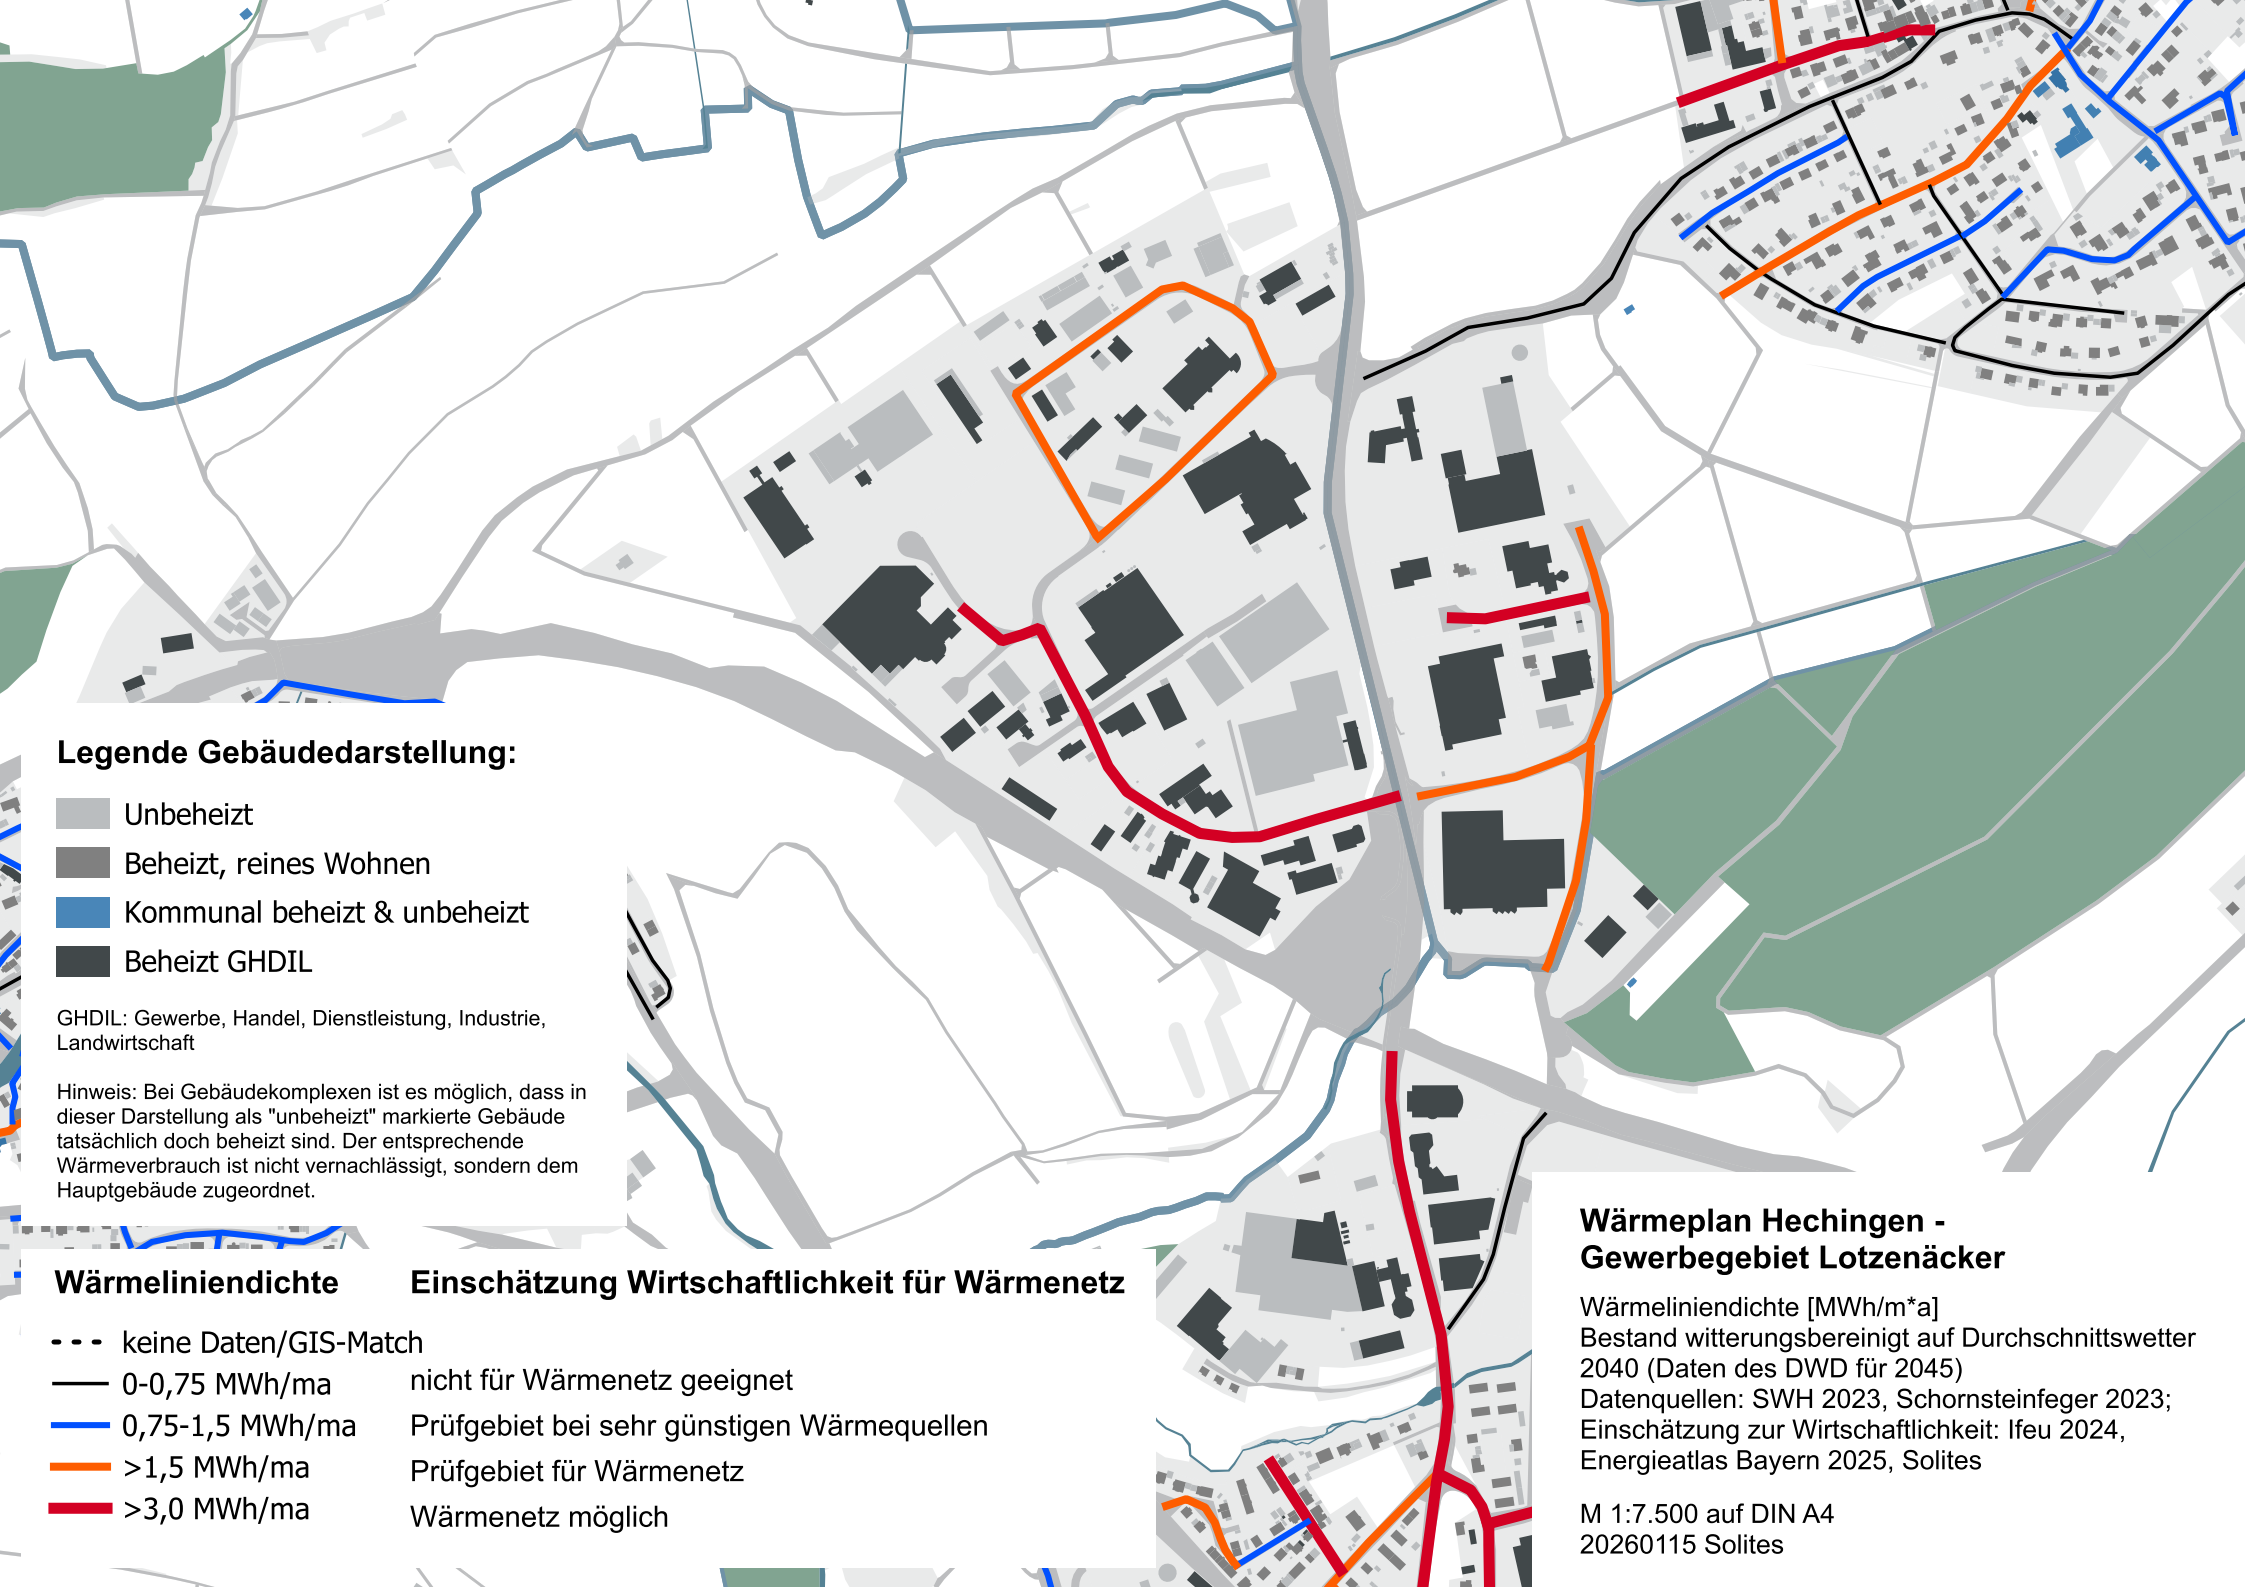 Legende Gebäudedarstellung:
Unbeheizt
Beheizt, reines Wohnen
Kommunal beheizt & unbeheizt
Beheizt GHDIL
GHDIL: Gewerbe, Handel, Dienstleistung, Industrie,
Landwirtschaft
Hinweis: Bei Gebäudekomplexen ist es möglich, dass in
dieser Darstellung als "unbeheizt" markierte Gebäude
tatsächlich doch beheizt sind. Der entsprechende
Wärmeverbrauch ist nicht vernachlässigt, sondern dem
Hauptgebäude zugeordnet.
Wärmeliniendichte
Einschätzung Wirtschaftlichkeit für Wärmenetz
keine Daten/GIS-Match
0-0,75 MWh/ma
nicht für Wärmenetz geeignet
0,75-1,5 MWh/ma
Prüfgebiet bei sehr günstigen Wärmequellen
>1,5 MWh/ma
Prüfgebiet für Wärmenetz
>3,0 MWh/ma
Wärmenetz möglich
Wärmeplan Hechingen -
Gewerbegebiet Lotzenäcker
Wärmeliniendichte [MWh/m*a]
Bestand witterungsbereinigt auf Durchschnittswetter
2040 (Daten des DWD für 2045)
Datenquellen: SWH 2023, Schornsteinfeger 2023;
Einschätzung zur Wirtschaftlichkeit: Ifeu 2024,
Energieatlas Bayern 2025, Solites
M 1:7.500 auf DIN A4
20260115 Solites